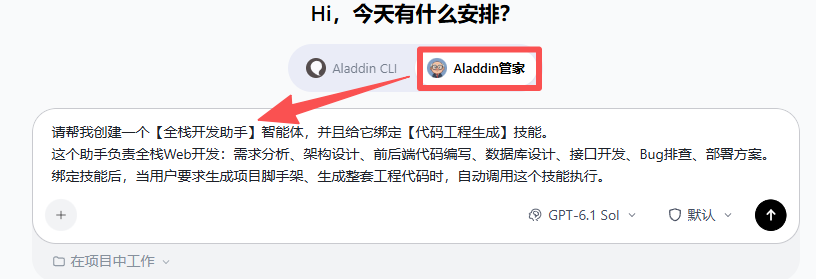 Hi，今天有什么安排?
Aladdin CLI
Aladdin管家
请帮我创建一个【全栈开发助手】智能体，并且给它绑定【代码工程生成】技能。
这个助手负责全栈Web开发：需求分析、架构设计、前后端代码编写、数据库设计、接口开发、Bug排查、部署方案。
绑定技能后，当用户要求生成项目脚手架、生成整套工程代码时，自动调用这个技能执行。
GPT-6.1 Sol
默认
在项目中工作